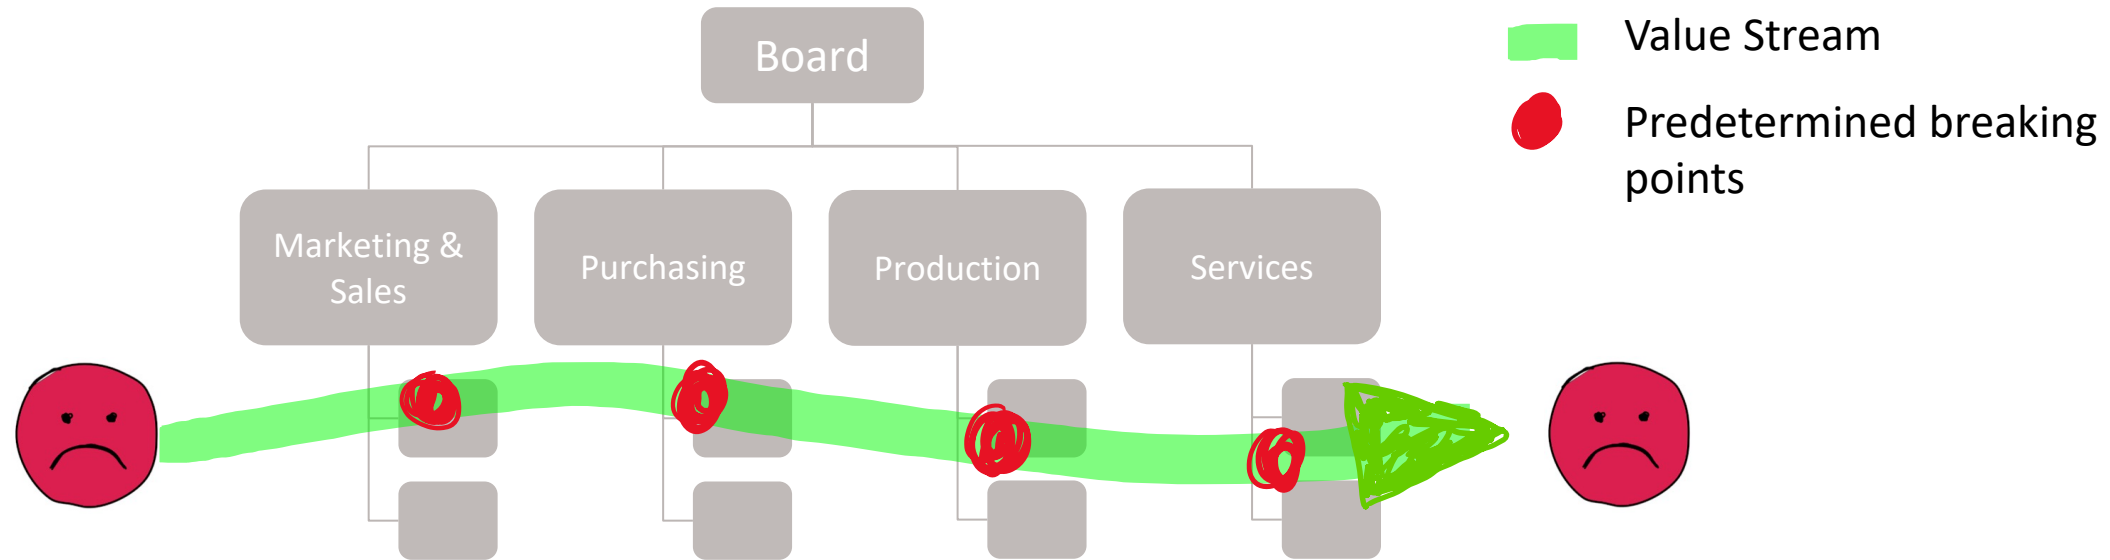 Board
Value Stream
Predetermined breaking
points
Marketing &
Sales
Purchasing
Production
Services